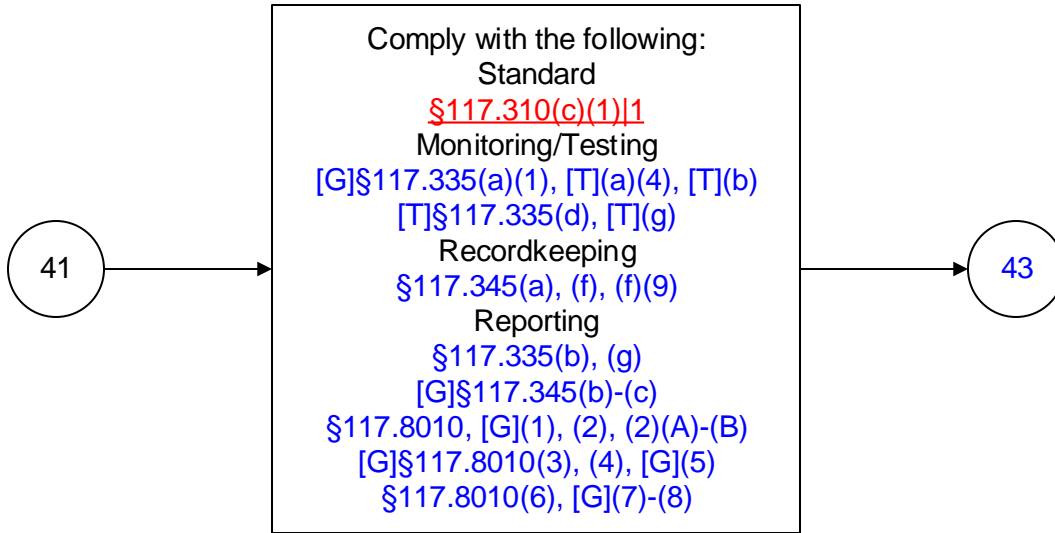 Comply with the following:
Standard
§117.310(c)(1)|1
Monitoring/Testing
[G]§117.335(a)(1), [T](a)(4), [T](b)
[T]§117.335(d), [T](g)
41
Recordkeeping
§117.345(a), (f), (f)(9)
43
Reporting
§117.335(b), (g)
[G]§117.345(b)-(c)
§117.8010, [G](1), (2), (2)(A)-(B)
[G]§117.8010(3), (4), [G](5)
§117.8010(6), [G](7)-(8)